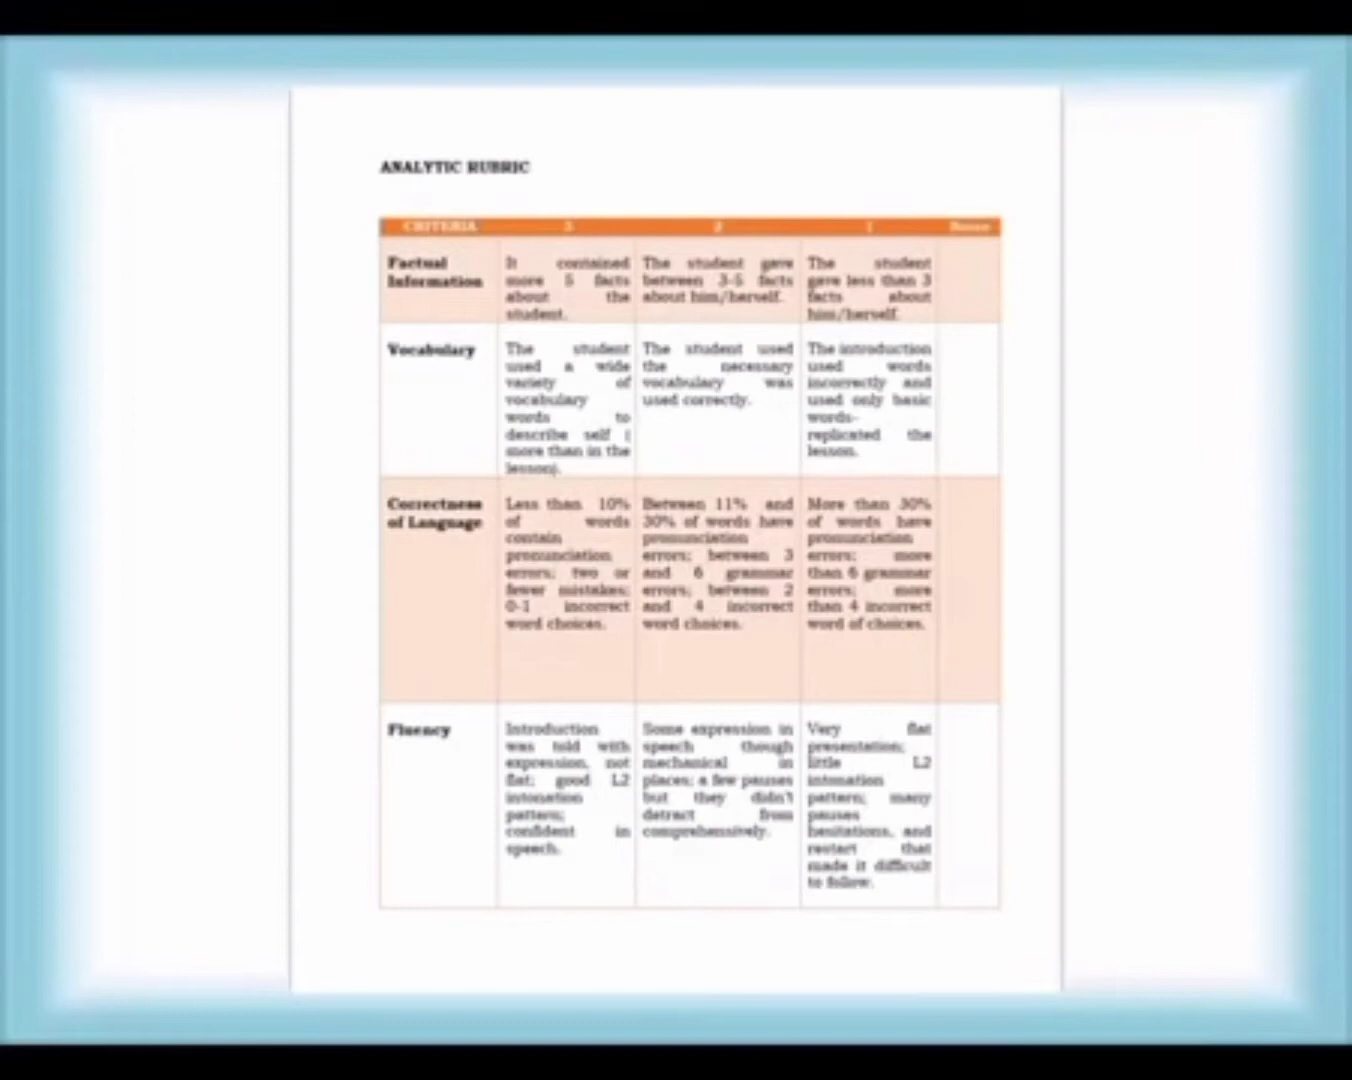 ANALYTIC RUBRIC
CRITERIA 3 2 1 Score
Factual
Information
It contained
more 5 facts
about the
student.
The student gave
between 3-5 facts
about him/herself.
The student
gave less than 3
facts about
him/herself.
Vocabulary
The student
used a wide
variety of
vocabulary
words to
describe self (
more than in the
lesson).
The student used
the necessary
vocabulary was
used correctly.
The introduction
used words
incorrectly and
used only basic
words-
replicated the
lesson.
Correctness
of Language
Less than 10%
of words
contain
pronunciation
errors; two or
fewer mistakes;
0-1 incorrect
word choices.
Between 11% and
30% of words have
pronunciation
errors; between 3
and 6 grammar
errors; between 2
and 4 incorrect
word choices.
More than 30%
of words have
pronunciation
errors; more
than 6 grammar
errors; more
than 4 incorrect
word of choices.
Fluency
Introduction
was told with
expression, not
flat; good L2
intonation
pattern;
confident in
speech.
Some expression in
speech though
mechanical in
places; a few pauses
but they didn't
detract from
comprehensively.
Very flat
presentation;
little L2
intonation
pattern; many
pauses
hesitations, and
restart that
made it difficult
to follow.